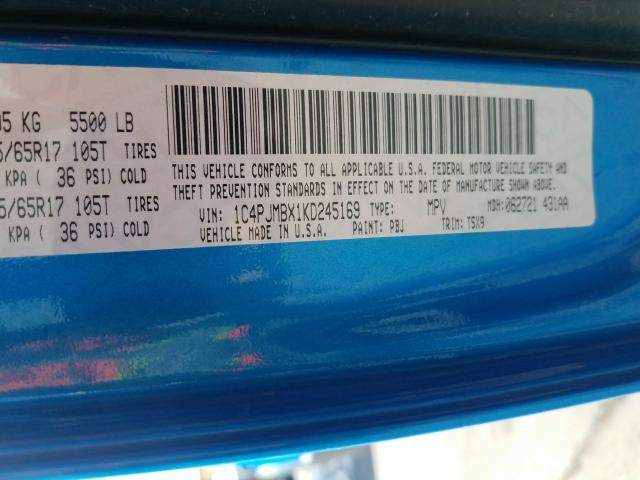 5 KG 5500 LB
/65R17 105T TIRES
KPA ( 36 PSI) COLD
5/65R17 105T TIRES
KPA ( 36 PSI) COLD
THIS VEHICLE CONFORMS TO ALL APPLICABLE U.S.A. FEDERAL MOTOR VEHICLE SAFETY AND
THEFT PREVENTION STANDARDS IN EFFECT ON THE DATE OF MANUFACTURE SHOWN ABOVE.
VIN: 1C4PJMBX1KD245169 TYPE: MPV MDH: 062721 431AA
VEHICLE MADE IN U.S.A. PAINT: PBJ TRIM: T5X9